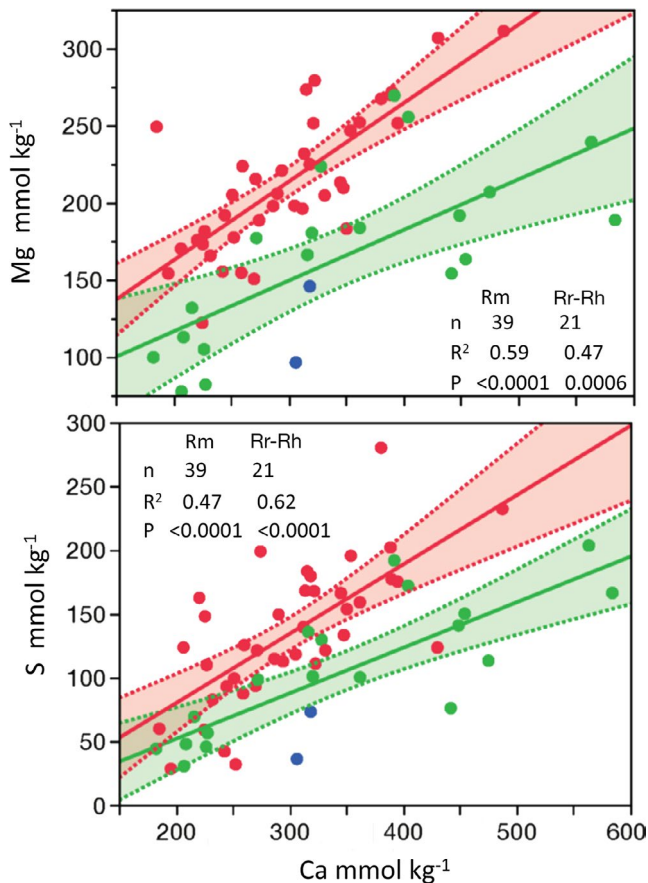 300
250
200
150
100
Mg mmol kg-1
Rm Rr-Rh
n 39 21
R2 0.59 0.47
P <0.0001 0.0006
300
250
200
150
100
50
0
S mmol kg-1
Rm Rr-Rh
n 39 21
R2 0.47 0.62
P <0.0001 <0.0001
200 300 400 500 600
Ca mmol kg-1